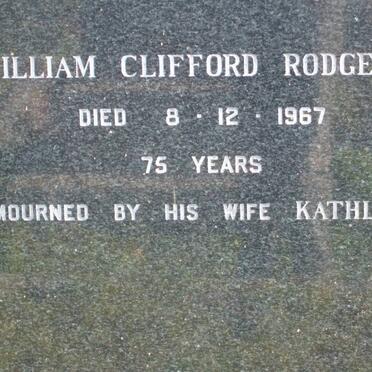 ILLIAM CLIFFORD RODGE
DIED 8 · 12 · 1967
75 YEARS
MOURNED BY HIS WIFE KATHL